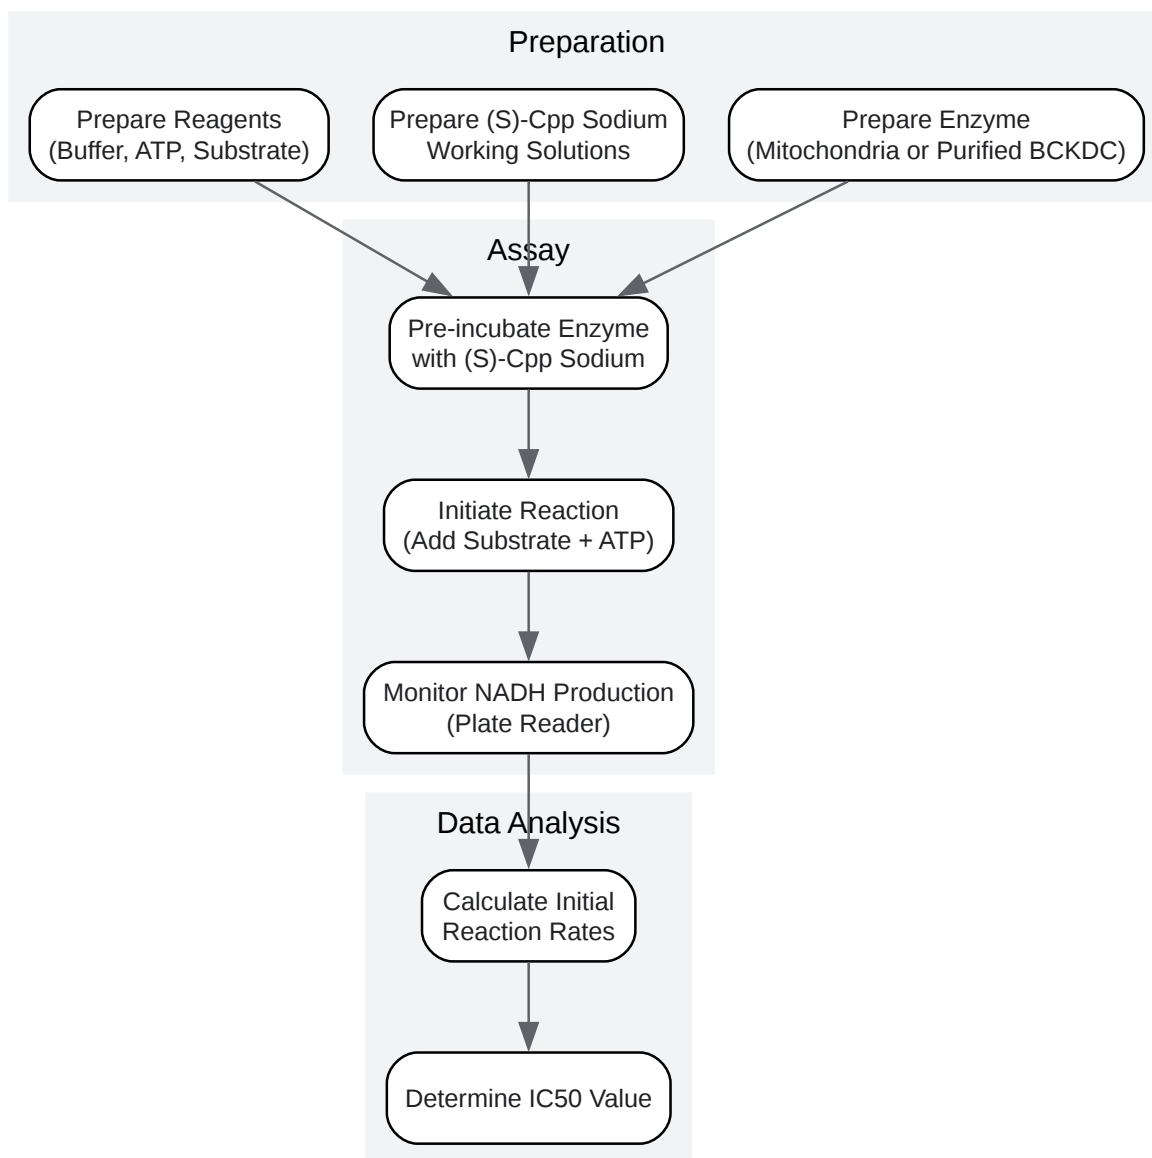 Preparation
Prepare Reagents
(Buffer, ATP, Substrate)
Prepare (S)-Cpp Sodium
Working Solutions
Prepare Enzyme
(Mitochondria or Purified BCKDC)
Assay
Pre-incubate Enzyme
with (S)-Cpp Sodium
Initiate Reaction
(Add Substrate + ATP)
Monitor NADH Production
(Plate Reader)
Data Analysis
Calculate Initial
Reaction Rates
Determine IC50 Value